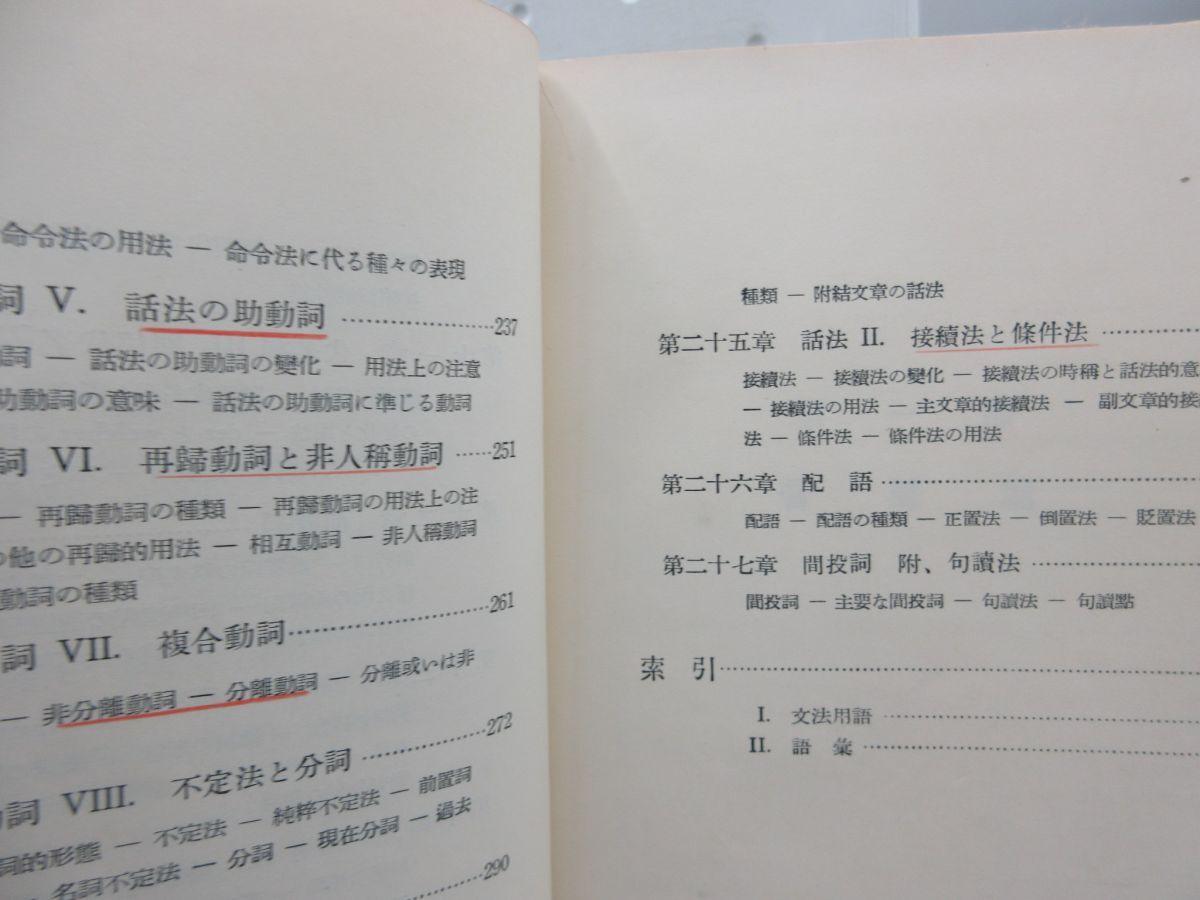 命令法の用法 ― 命令法に代る種々の表現
詞 V. 話法の助動詞 ………………237
詞 ― 話法の助動詞の變化 ― 用法上の注意
助動詞の意味 ― 話法の助動詞に準じる動詞
詞 VI. 再歸動詞と非人稱動詞 ……251
― 再歸動詞の種類 ― 再歸動詞の用法上の注
の他の再歸的用法 ― 相互動詞 ― 非人稱動詞
動詞の種類
詞 VII. 複合動詞………………………261
― 非分離動詞 ― 分離動詞 ― 分離或いは非
詞 VIII. 不定法と分詞 ………………272
詞的形態 ― 不定法 ― 純粹不定法 ― 前置詞
名詞不定法 ― 分詞 ― 現在分詞 ― 過去
………290
種類 ― 附結文章の話法
第二十五章 話法 II. 接續法と條件法 …………
接續法 ― 接續法の變化 ― 接續法の時稱と話法的意
― 接續法の用法 ― 主文章的接續法 ― 副文章的接續
法 ― 條件法 ― 條件法の用法
第二十六章 配語 ………………………………
配語 ― 配語の種類 ― 正置法 ― 倒置法 ― 貶置法
第二十七章 間投詞 附、句讀法 ………………
間投詞 ― 主要な間投詞 ― 句讀法 ― 句讀點
索引 ……………………………………………
I. 文法用語 ……………………………………
II. 語彙 ………………………………………